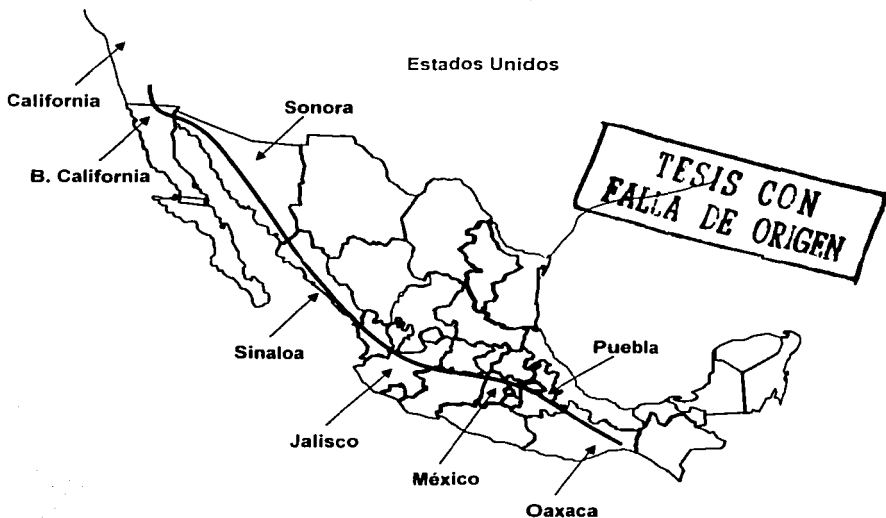 Estados Unidos
California
Sonora
B. California
TESIS CON
FALLA DE ORIGEN
Sinaloa
Puebla
Jalisco
México
Oaxaca